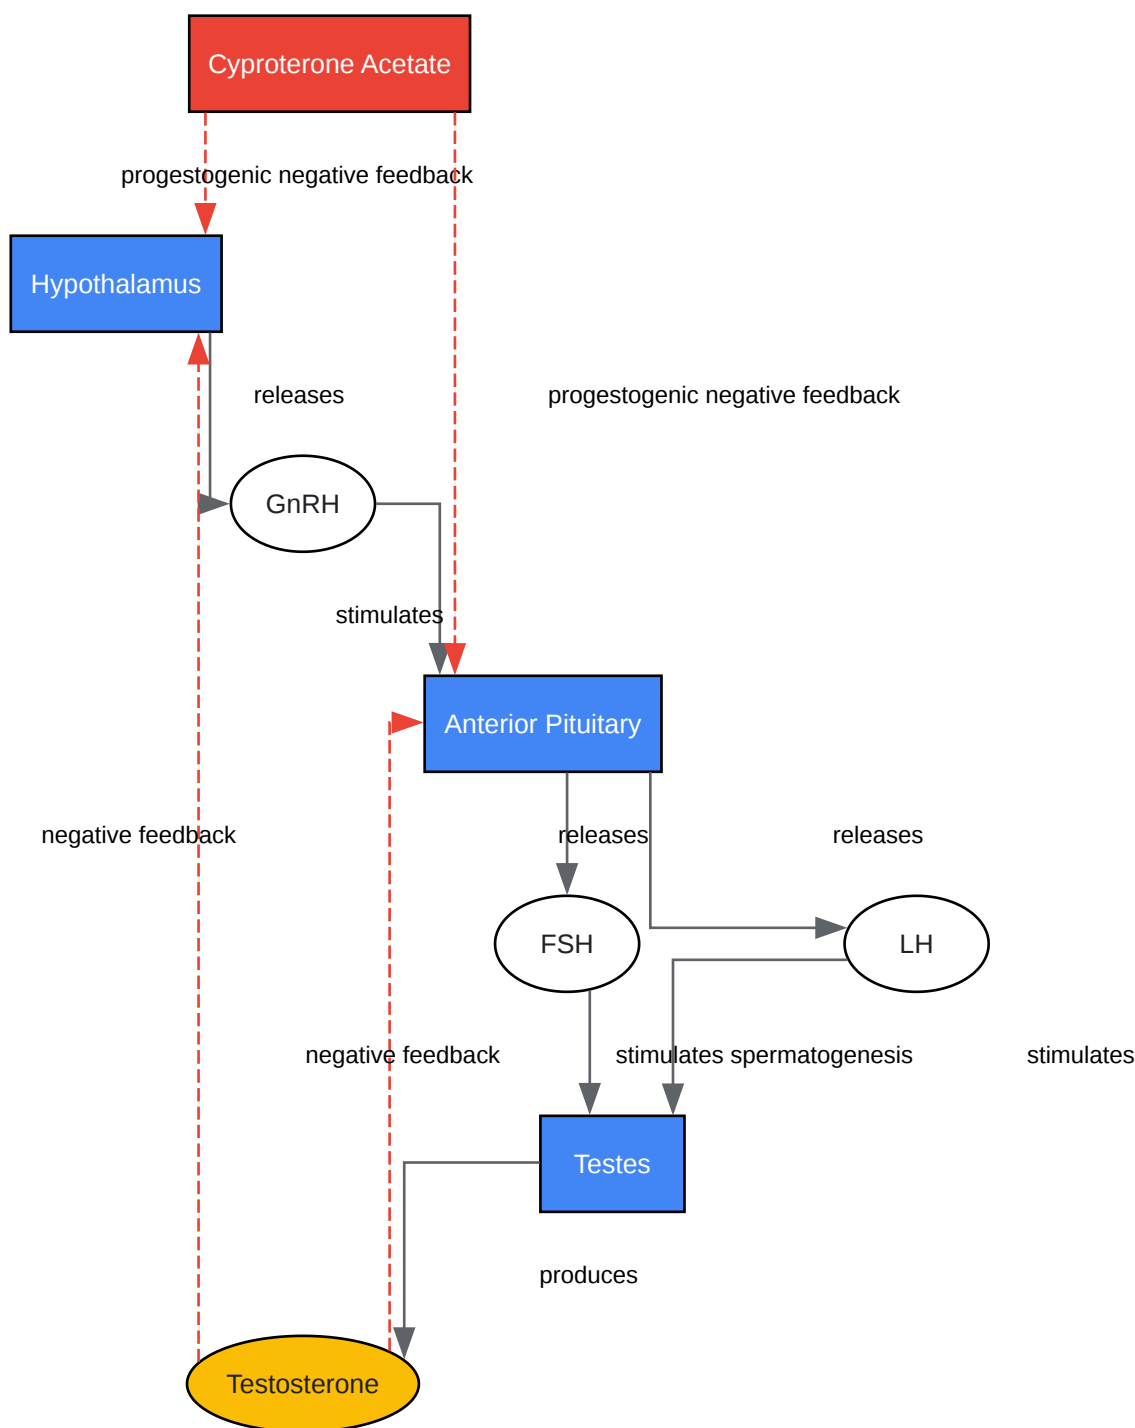 Cyproterone Acetate
progestogenic negative feedback
Hypothalamus
releases
progestogenic negative feedback
GnRH
stimulates
Anterior Pituitary
negative feedback
releases
releases
FSH
LH
negative feedback
stimulates spermatogenesis
stimulates
Testes
produces
Testosterone